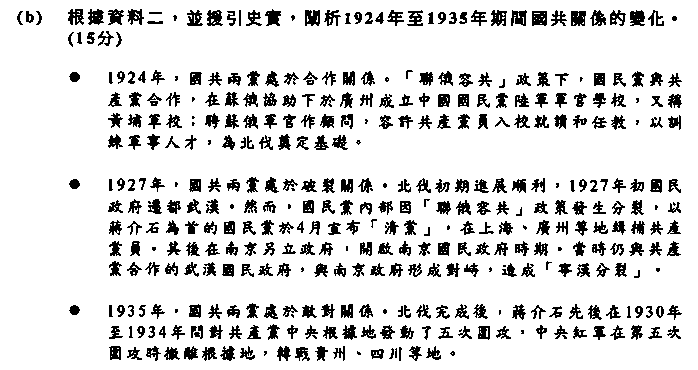 (b) 根據資料二,並援引史實,闡析1924年至1935年期間國共關係的變化。
(15分)
● 1924年,國共兩黨處於合作關係。「聯俄容共」政策下,國民黨與共
產黨合作,在蘇俄協助下於廣州成立中國國民黨陸軍軍官學校,又稱
黃埔軍校;聘蘇俄軍官作顧問,容許共產黨員入校就讀和任教,以訓
練軍事人才,為北伐奠定基礎。
● 1927年,國共兩黨處於破裂關係。北伐初期進展順利,1927年初國民
政府遷都武漢。然而,國民黨內部因「聯俄容共」政策發生分裂,以
蔣介石為首的國民黨於4月宣布「清黨」,在上海、廣州等地緝捕共產
黨員。其後在南京另立政府,開啟南京國民政府時期。當時仍與共產
黨合作的武漢國民政府,與南京政府形成對峙,造成「寧漢分裂」。
● 1935年,國共兩黨處於敵對關係。北伐完成後,蔣介石先後在1930年
至1934年間對共產黨中央根據地發動了五次圍攻,中央紅軍在第五次
圍攻時撤離根據地,轉戰貴州、四川等地。